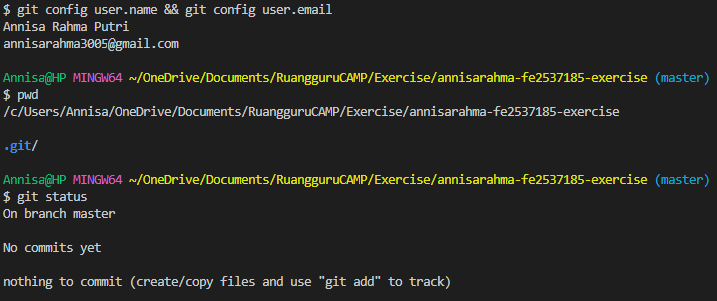 $ git config user.name && git config user.email
Annisa Rahma Putri
annisarahma3005@gmail.com
Annisa@HP MINGW64 ~/OneDrive/Documents/RuangguruCAMP/Exercise/annisarahma-fe2537185-exercise (master)
$ pwd
/c/Users/Annisa/OneDrive/Documents/RuangguruCAMP/Exercise/annisarahma-fe2537185-exercise
.git/
Annisa@HP MINGW64 ~/OneDrive/Documents/RuangguruCAMP/Exercise/annisarahma-fe2537185-exercise (master)
$ git status
On branch master
No commits yet
nothing to commit (create/copy files and use "git add" to track)